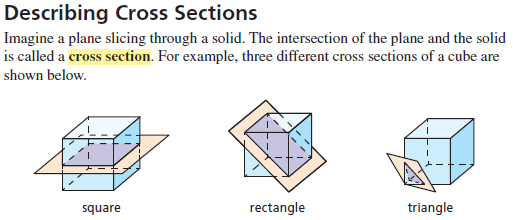 Describing Cross Sections
Imagine a plane slicing through a solid. The intersection of the plane and the solid
is called a cross section. For example, three different cross sections of a cube are
shown below.
square
rectangle
triangle